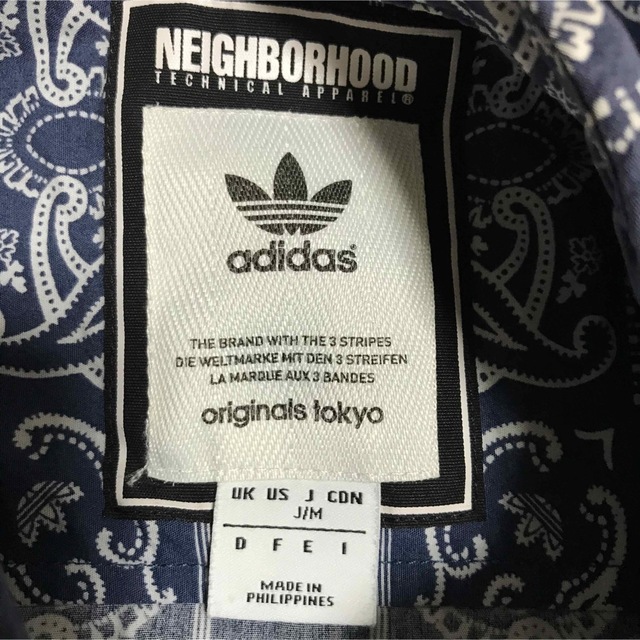 NEIGHBORHOOD
TECHNICAL APPAREL®
adidas
THE BRAND WITH THE 3 STRIPES
DIE WELTMARKE MIT DEN 3 STREIFEN
LA MARQUE AUX 3 BANDES
originals tokyo
UK US J CDN
J/M
D F E I
MADE IN
PHILIPPINES